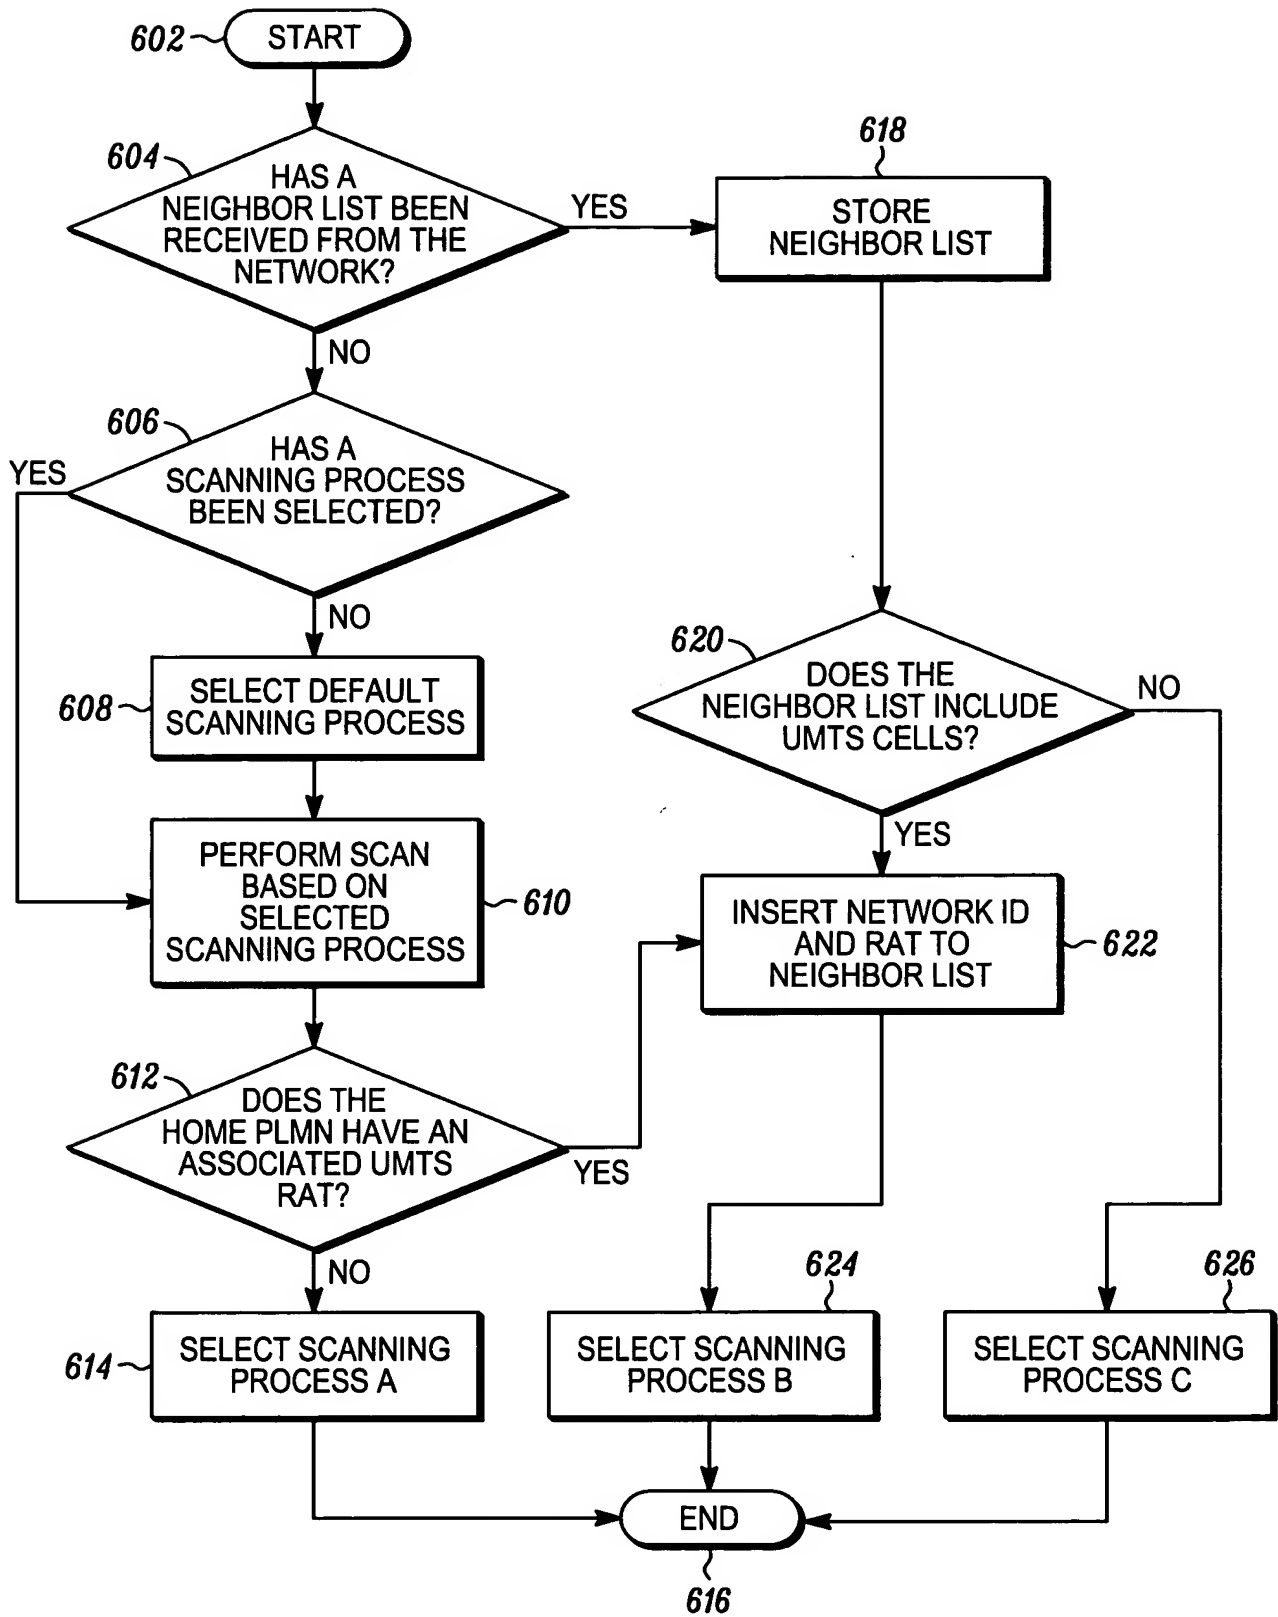 602
START
604
HAS A
NEIGHBOR LIST BEEN
RECEIVED FROM THE
NETWORK?
YES
618
STORE
NEIGHBOR LIST
NO
606
HAS A
SCANNING PROCESS
BEEN SELECTED?
YES
NO
608
SELECT DEFAULT
SCANNING PROCESS
620
DOES THE
NEIGHBOR LIST INCLUDE
UMTS CELLS?
NO
YES
PERFORM SCAN
BASED ON
SELECTED
SCANNING PROCESS
610
INSERT NETWORK ID
AND RAT TO
NEIGHBOR LIST
622
612
DOES THE
HOME PLMN HAVE AN
ASSOCIATED UMTS
RAT?
YES
NO
614
SELECT SCANNING
PROCESS A
624
SELECT SCANNING
PROCESS B
626
SELECT SCANNING
PROCESS C
END
616